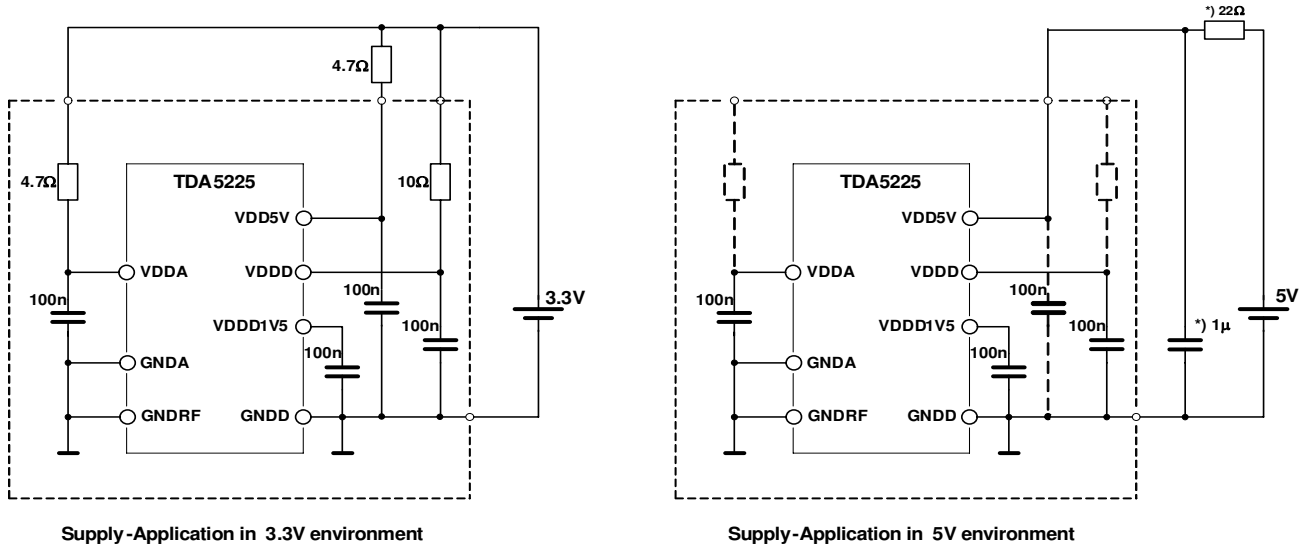 4.7Ω
4.7Ω
10Ω
TDA5225
VDD5V
VDDA
VDDD
100n
100n
3.3V
VDDD1V5
100n
100n
GNDA
GNDRF
GNDD
Supply-Application in 3.3V environment
*) 22Ω
TDA5225
VDD5V
VDDA
VDDD
100n
100n
5V
VDDD1V5
100n
100n
*) 1µ
GNDA
GNDRF
GNDD
Supply-Application in 5V environment